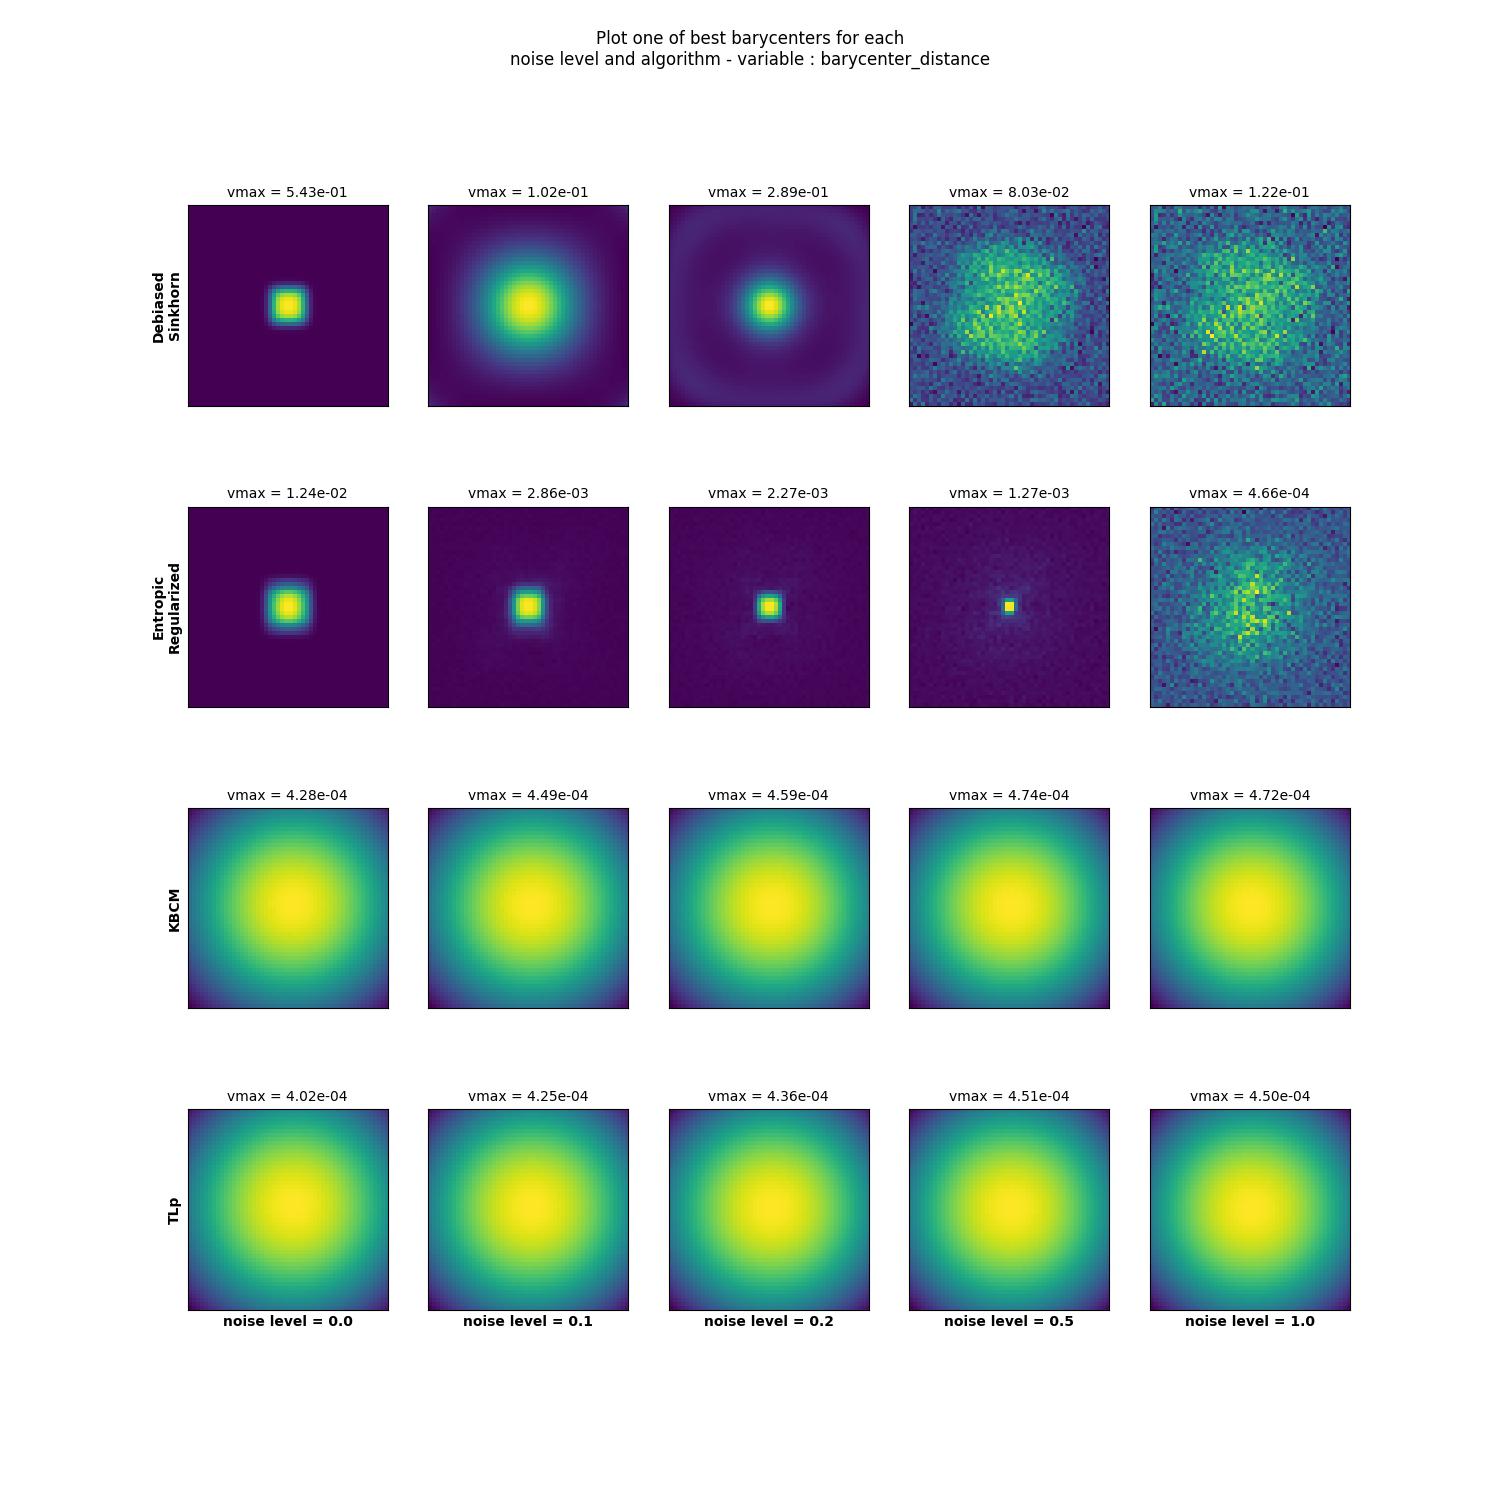 Plot one of best barycenters for each
noise level and algorithm - variable : barycenter_distance
vmax = 5.43e-01
vmax = 1.02e-01
vmax = 2.89e-01
vmax = 8.03e-02
vmax = 1.22e-01
Debiased
Sinkhorn
vmax = 1.24e-02
vmax = 2.86e-03
vmax = 2.27e-03
vmax = 1.27e-03
vmax = 4.66e-04
Entropic
Regularized
vmax = 4.28e-04
vmax = 4.49e-04
vmax = 4.59e-04
vmax = 4.74e-04
vmax = 4.72e-04
KBCM
vmax = 4.02e-04
vmax = 4.25e-04
vmax = 4.36e-04
vmax = 4.51e-04
vmax = 4.50e-04
TLp
noise level = 0.0
noise level = 0.1
noise level = 0.2
noise level = 0.5
noise level = 1.0